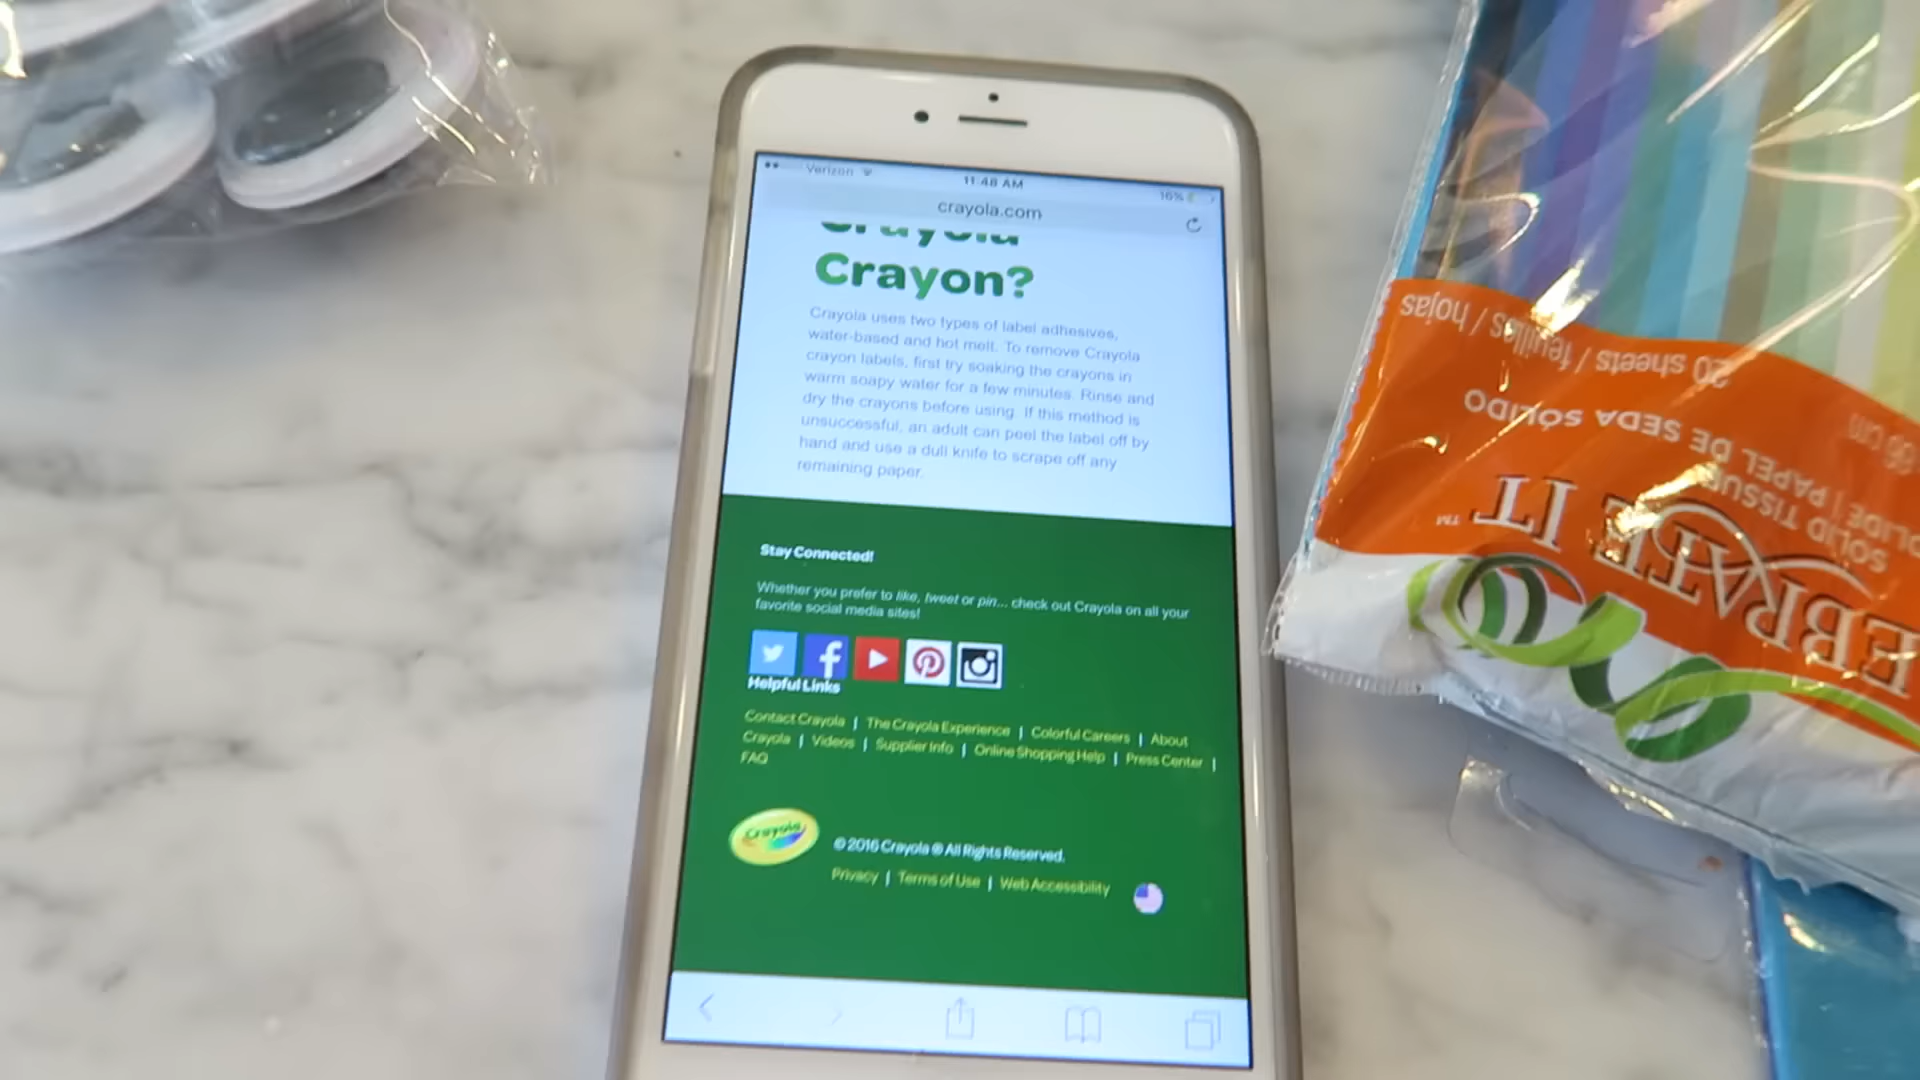 Verizon
11:48 AM
16%
crayola.com
Crayola
Crayon?
Crayola uses two types of label adhesives,
water-based and hot melt. To remove Crayola
crayon labels, first try soaking the crayons in
warm soapy water for a few minutes. Rinse and
dry the crayons before using. If this method is
unsuccessful, an adult can peel the label off by
hand and use a dull knife to scrape off any
remaining paper.
Stay Connected!
Whether you prefer to like, tweet or pin... check out Crayola on all your
favorite social media sites!
Helpful Links
Contact Crayola | The Crayola Experience | Colorful Careers | About
Crayola | Videos | Supplier Info | Online Shopping Help | Press Center |
FAQ
Crayola
© 2016 Crayola ® All Rights Reserved.
Privacy | Terms of Use | Web Accessibility
EBRATE IT ™
SOLID TISSUE
PAPEL DE SEDA SÓLIDO
20 sheets / feuilles / hojas